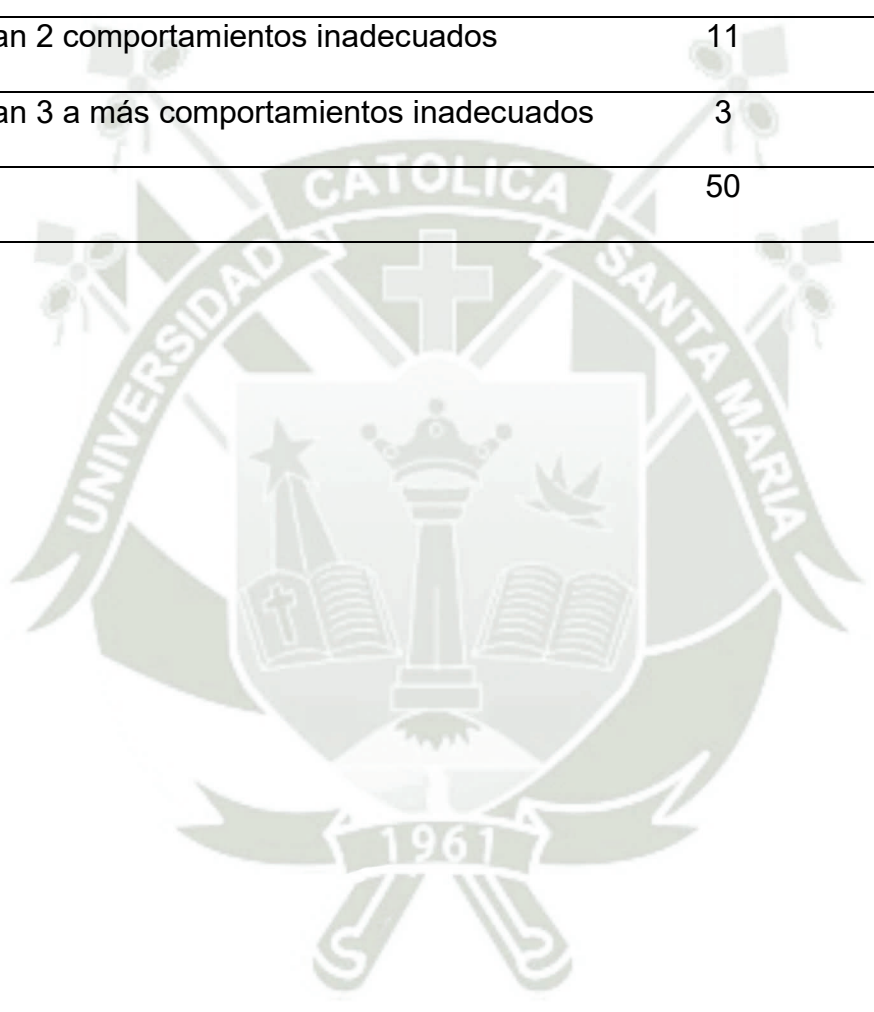 an 2 comportamientos inadecuados 11
an 3 a más comportamientos inadecuados 3
50
UNIVERSIDAD CATOLICA SANTA MARIA
1961